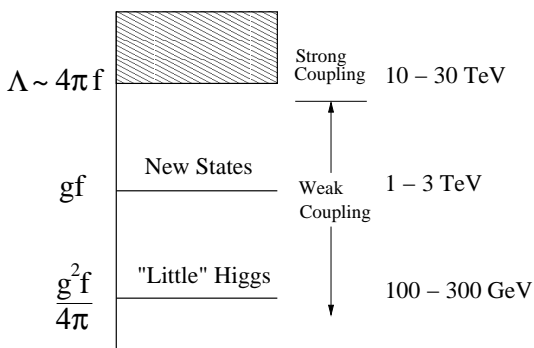 Strong
Coupling
Λ ~ 4π f
10 – 30 TeV
New States
gf
Weak
Coupling
1 – 3 TeV
"Little" Higgs
g²f
4π
100 – 300 GeV